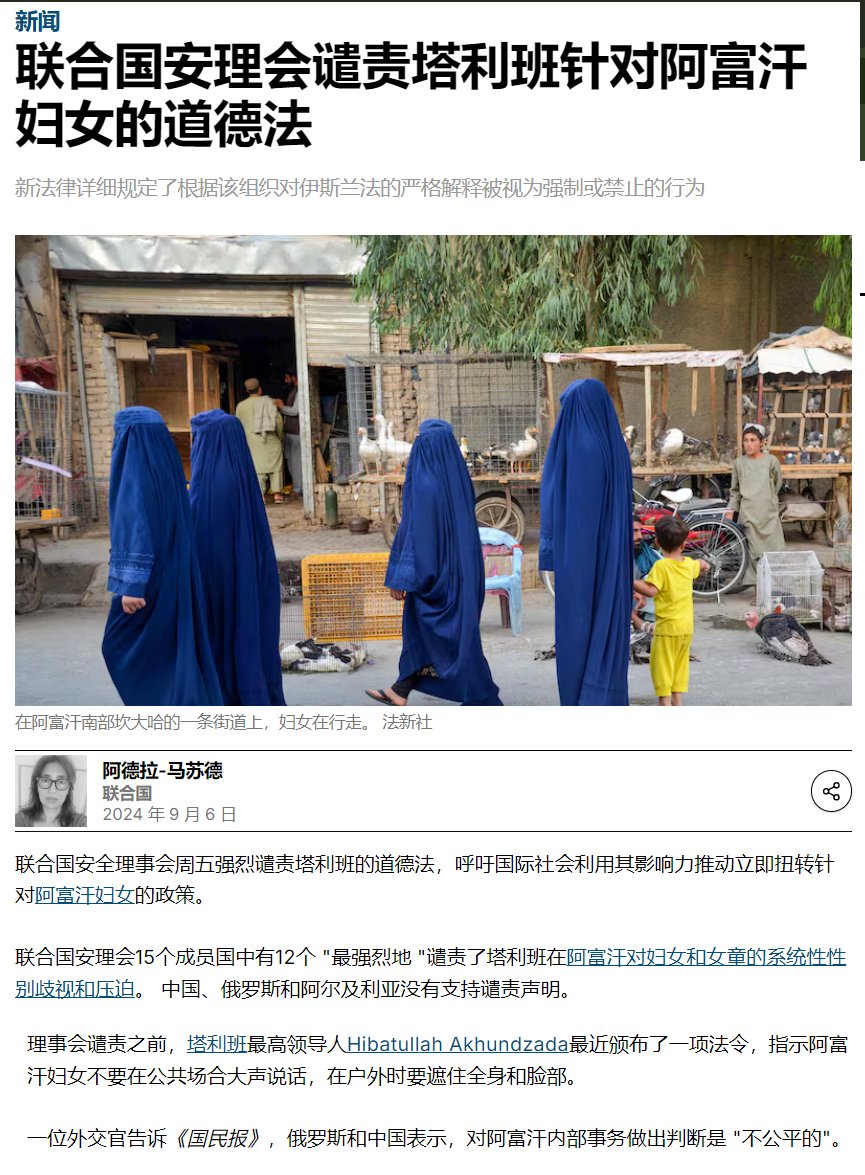 新闻
联合国安理会谴责塔利班针对阿富汗
妇女的道德法
新法律详细规定了根据该组织对伊斯兰法的严格解释被视为强制或禁止的行为
在阿富汗南部坎大哈的一条街道上，妇女在行走。 法新社
阿德拉-马苏德
联合国
2024 年 9 月 6 日
联合国安全理事会周五强烈谴责塔利班的道德法，呼吁国际社会利用其影响力推动立即扭转针
对阿富汗妇女的政策。
联合国安理会15个成员国中有12个 "最强烈地 "谴责了塔利班在阿富汗对妇女和女童的系统性性
别歧视和压迫。 中国、俄罗斯和阿尔及利亚没有支持谴责声明。
理事会谴责之前，塔利班最高领导人Hibatullah Akhundzada最近颁布了一项法令，指示阿富
汗妇女不要在公共场合大声说话，在户外时要遮住全身和脸部。
一位外交官告诉《国民报》，俄罗斯和中国表示，对阿富汗内部事务做出判断是 "不公平的"。